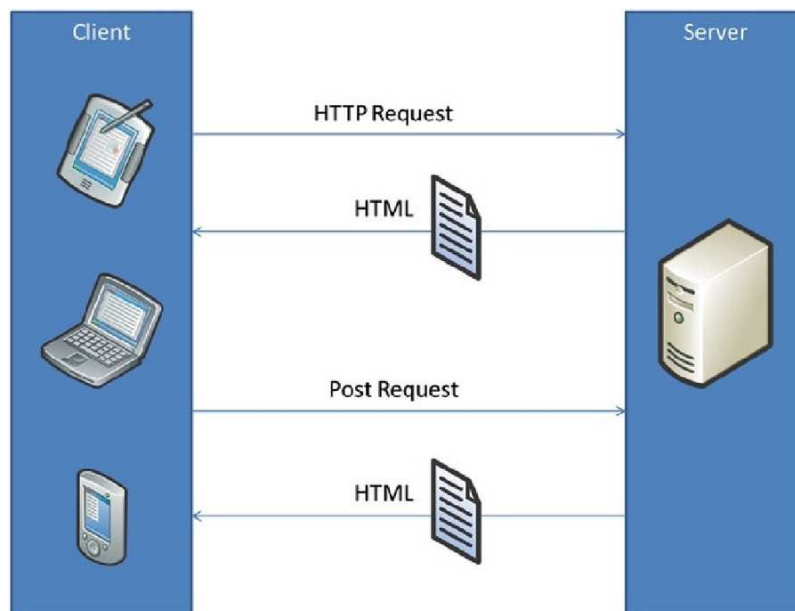 Client
Server
HTTP Request
HTML
Post Request
HTML